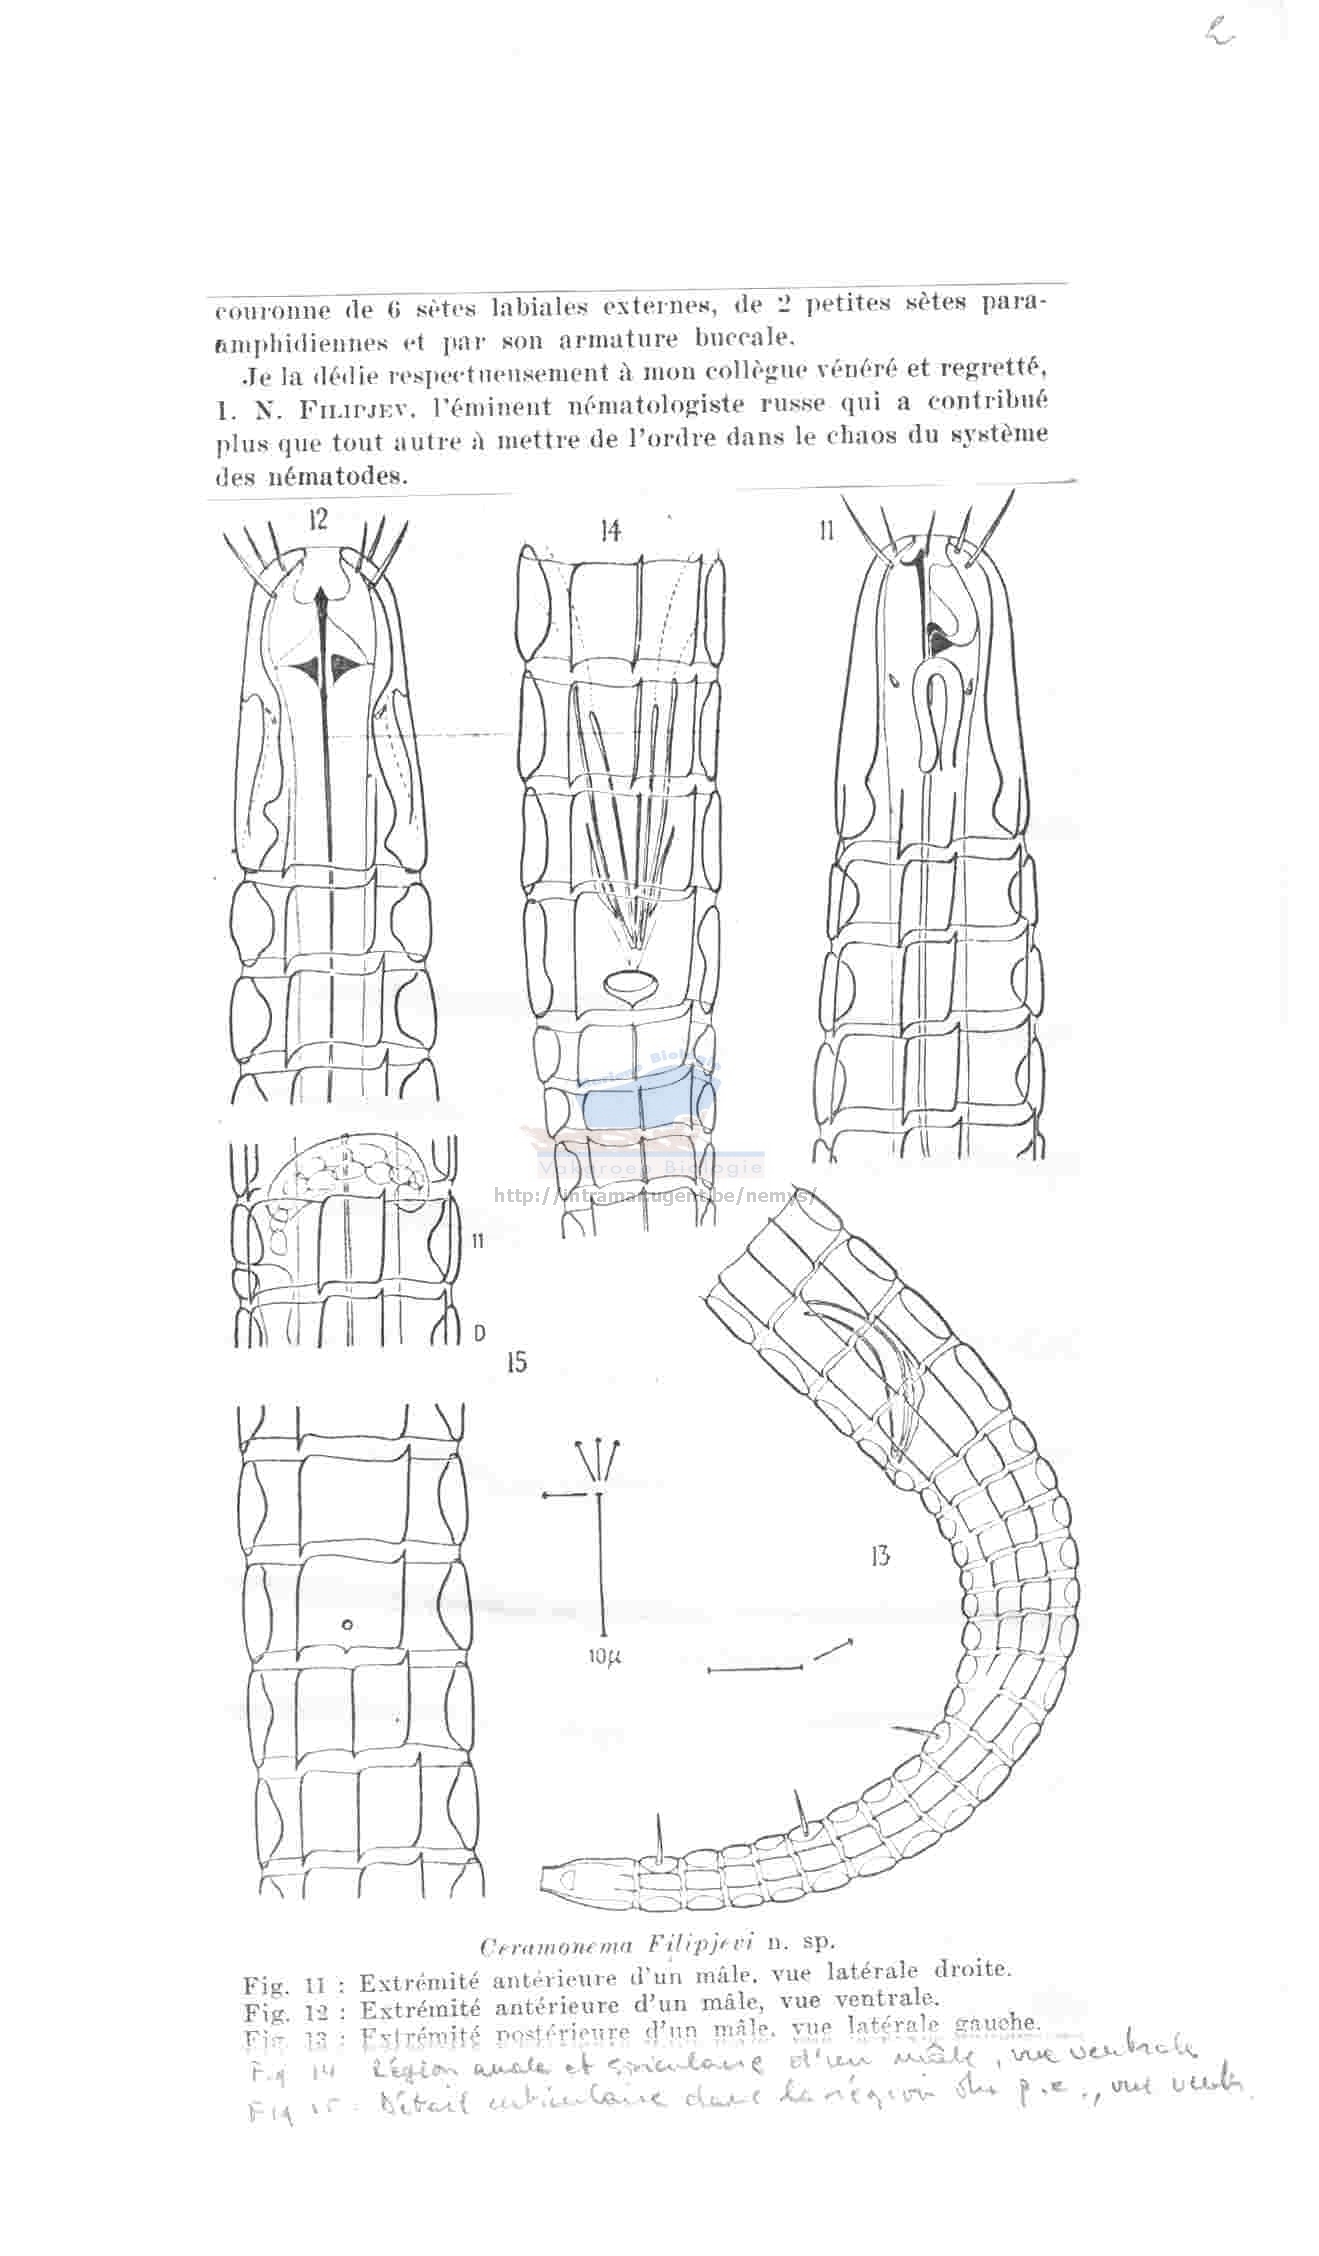 couronne de 6 sètes labiales externes, de 2 petites sètes para-
amphidiennes et par son armature buccale.
Je la dédie respectueusement à mon collègue vénéré et regretté,
I. N. FILIPJEV, l'éminent nématologiste russe qui a contribué
plus que tout autre à mettre de l'ordre dans le chaos du système
des nématodes.
12
14
11
Marine Biologie
Vakgroep Biologie
http://intramar.ugent.be/nemys/
11
D
15
13
10µ
Ceramonema Filipjevi n. sp.
Fig. 11 : Extrémité antérieure d'un mâle, vue latérale droite.
Fig. 12 : Extrémité antérieure d'un mâle, vue ventrale.
Fig. 13 : Extrémité postérieure d'un mâle, vue latérale gauche.
Fig 14 Région anale et spiculaire d'un mâle, vue ventrale
Fig 15 : Détail cuticulaire dans la région du p.e., vue ventr.